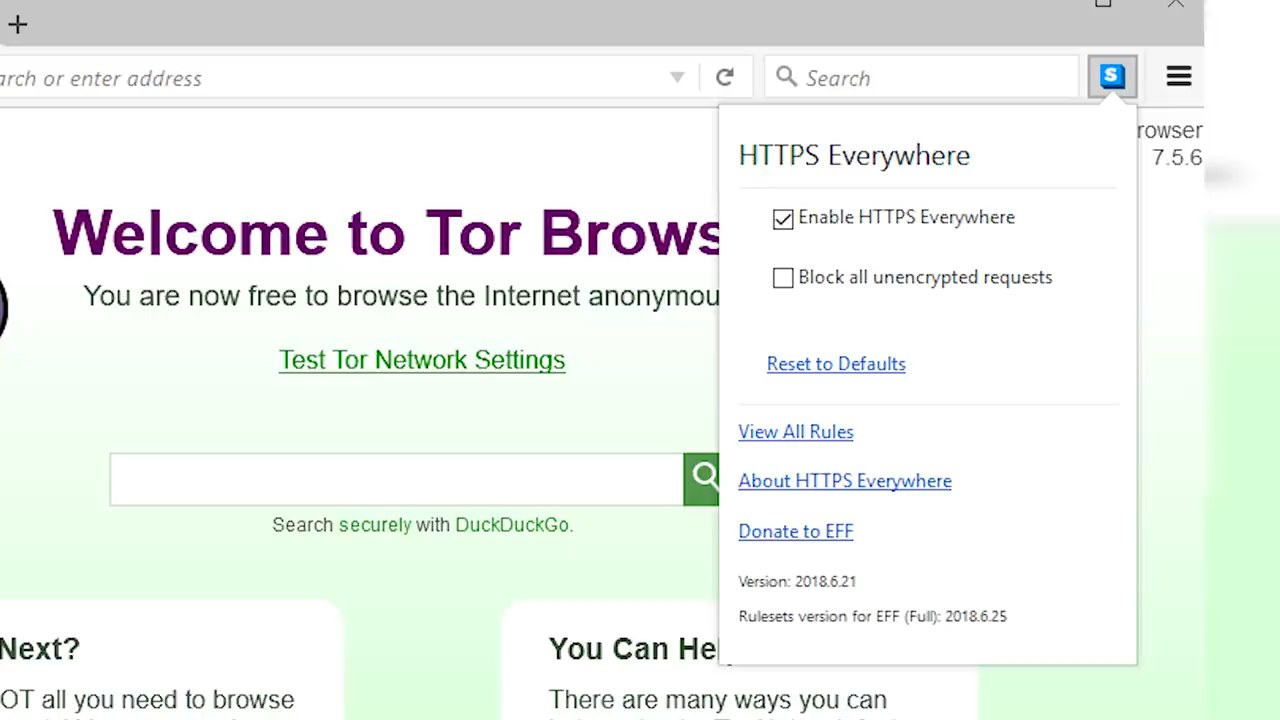 +
arch or enter address
Search
S
rowser
7.5.6
HTTPS Everywhere
Enable HTTPS Everywhere
Block all unencrypted requests
Reset to Defaults
View All Rules
About HTTPS Everywhere
Donate to EFF
Version: 2018.6.21
Rulesets version for EFF (Full): 2018.6.25
Welcome to Tor Brows
You are now free to browse the Internet anonymou
Test Tor Network Settings
Search securely with DuckDuckGo.
Next?
OT all you need to browse
You Can He
There are many ways you can